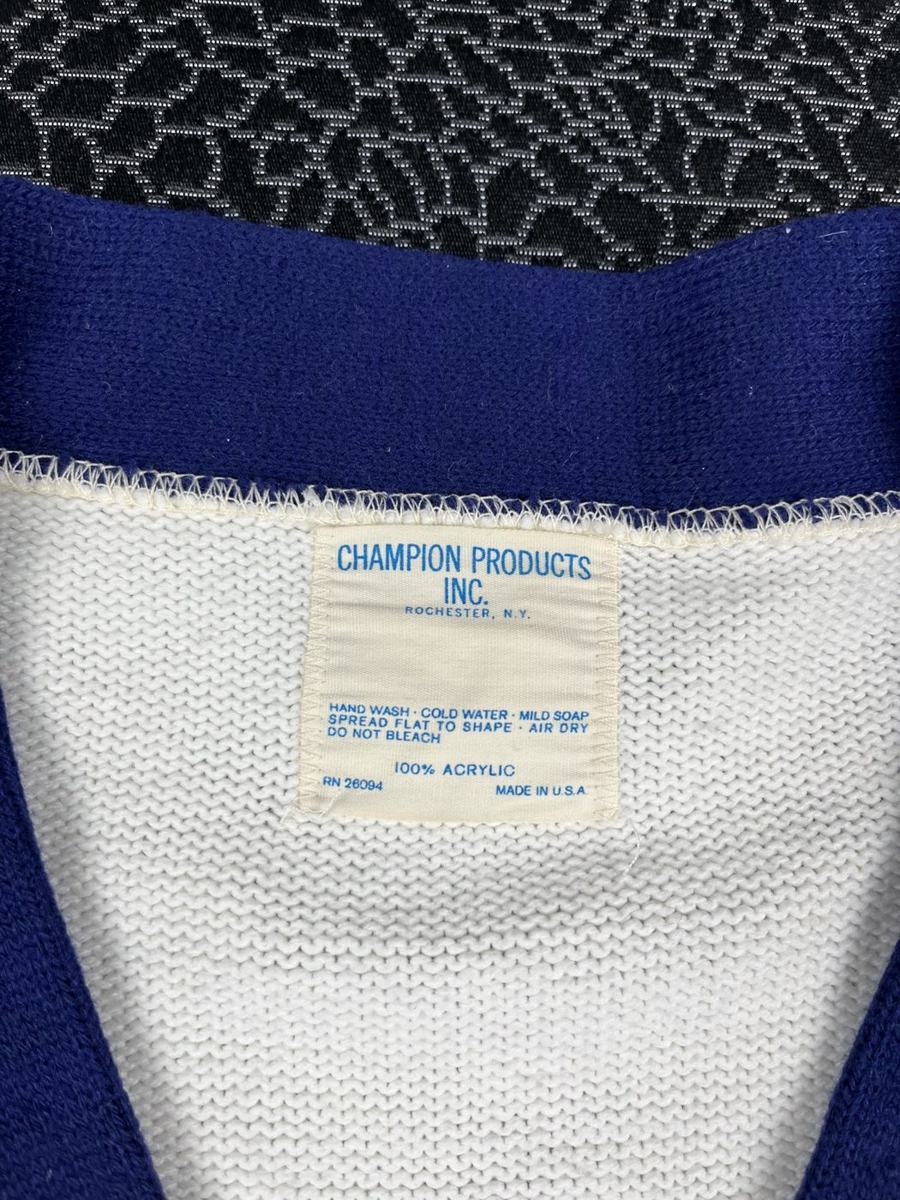 CHAMPION PRODUCTS
INC.
ROCHESTER, N.Y.
HAND WASH · COLD WATER · MILD SOAP
SPREAD FLAT TO SHAPE · AIR DRY
DO NOT BLEACH
100% ACRYLIC
RN 26094 MADE IN U.S.A.